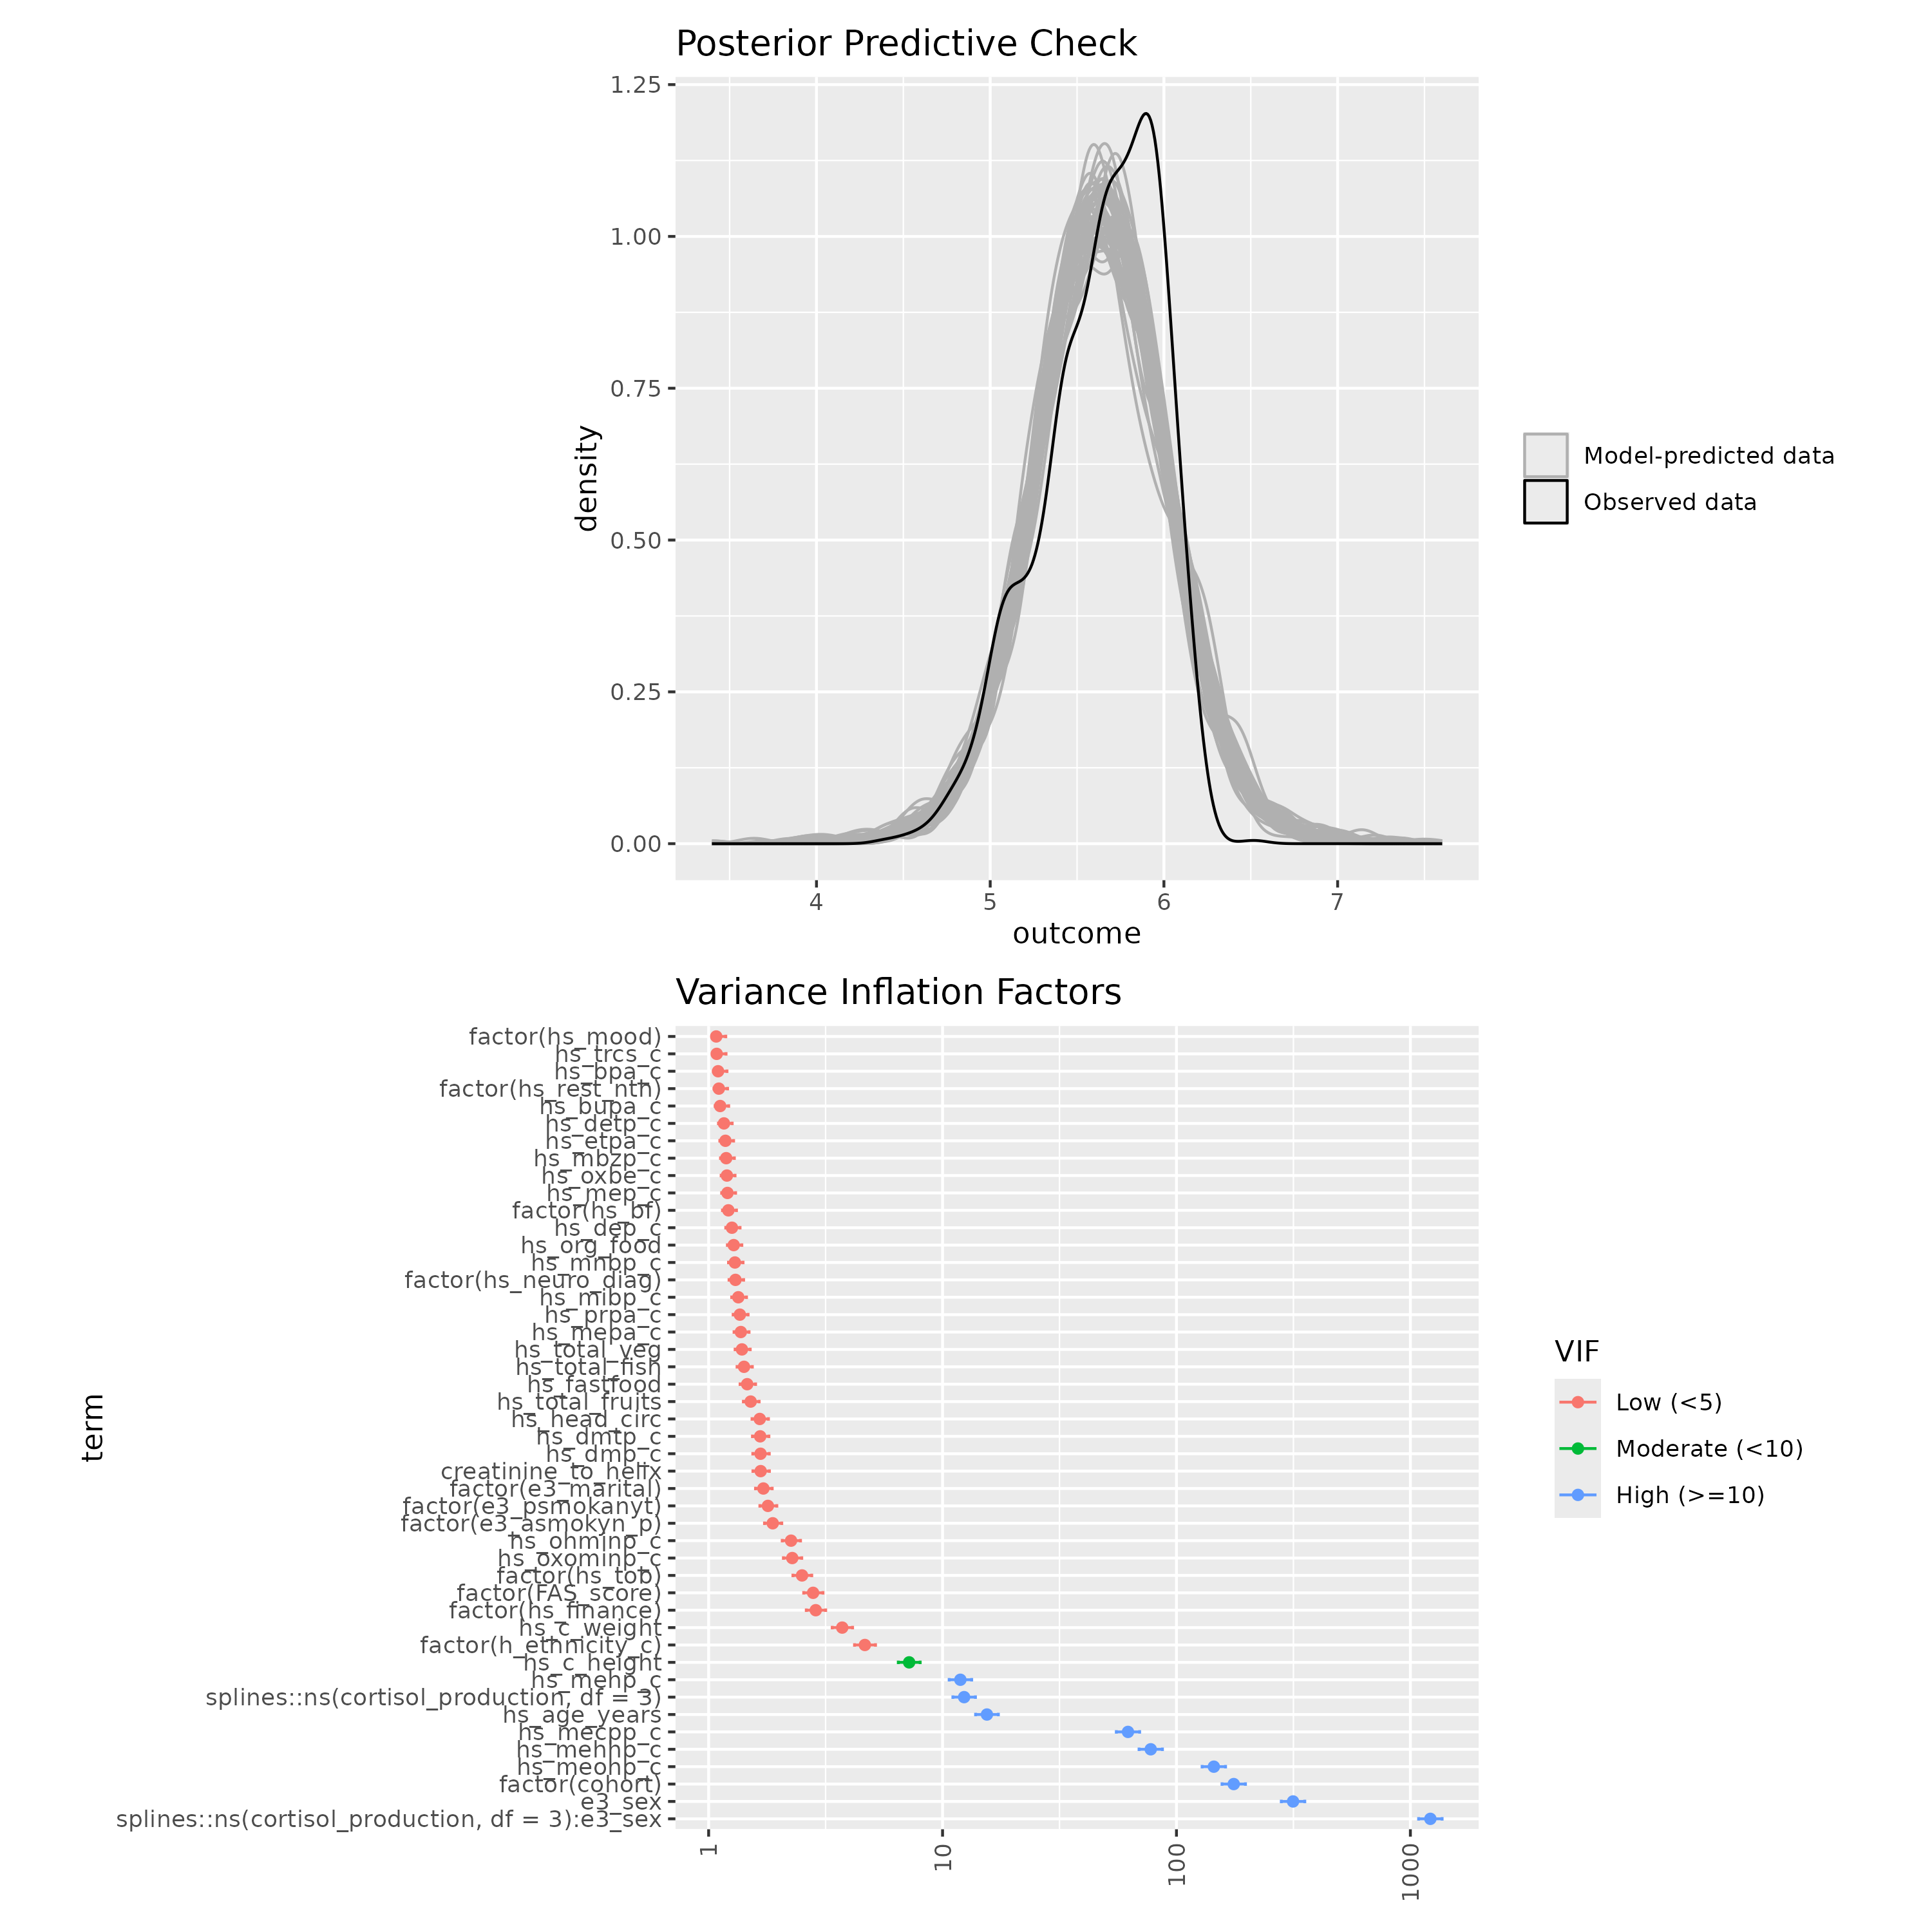 Posterior Predictive Check
1.25
1.00
0.75
0.50
0.25
0.00
density
4 5 6 7
outcome
Model-predicted data
Observed data
Variance Inflation Factors
factor(hs_mood)
hs_trcs_c
hs_bpa_c
factor(hs_rest_nth)
hs_bupa_c
hs_detp_c
hs_etpa_c
hs_mbzp_c
hs_oxbe_c
hs_mep_c
factor(hs_bf)
hs_dep_c
hs_org_food
hs_mnbp_c
factor(hs_neuro_diag)
hs_mibp_c
hs_prpa_c
hs_mepa_c
hs_total_veg
hs_total_fish
hs_fastfood
hs_total_fruits
hs_head_circ
hs_dmtp_c
hs_dmp_c
creatinine_to_helix
factor(e3_marital)
factor(e3_psmokanyt)
factor(e3_asmokyn_p)
hs_ohminp_c
hs_oxominp_c
factor(hs_tob)
factor(FAS_score)
factor(hs_finance)
hs_c_weight
factor(h_ethnicity_c)
hs_c_height
hs_mehp_c
splines::ns(cortisol_production, df = 3)
hs_age_years
hs_mecpp_c
hs_mehhp_c
hs_meohp_c
factor(cohort)
e3_sex
splines::ns(cortisol_production, df = 3):e3_sex
term
1 10 100 1000
VIF
Low (<5)
Moderate (<10)
High (>=10)